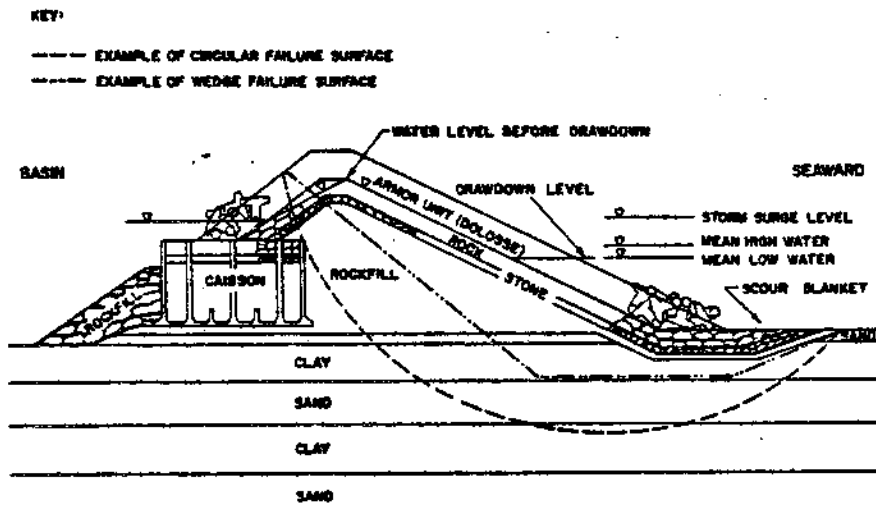 KEY:
EXAMPLE OF CIRCULAR FAILURE SURFACE
EXAMPLE OF WEDGE FAILURE SURFACE
WATER LEVEL BEFORE DRAWDOWN
BASIN
SEAWARD
DRAWDOWN LEVEL
ARMOR UNIT (DOLOSSE)
STORM SURGE LEVEL
MEAN HIGH WATER
MEAN LOW WATER
ROCK
STONE
CAISSON
ROCKFILL
SCOUR BLANKET
ROCKFILL
SAND
CLAY
SAND
CLAY
SAND